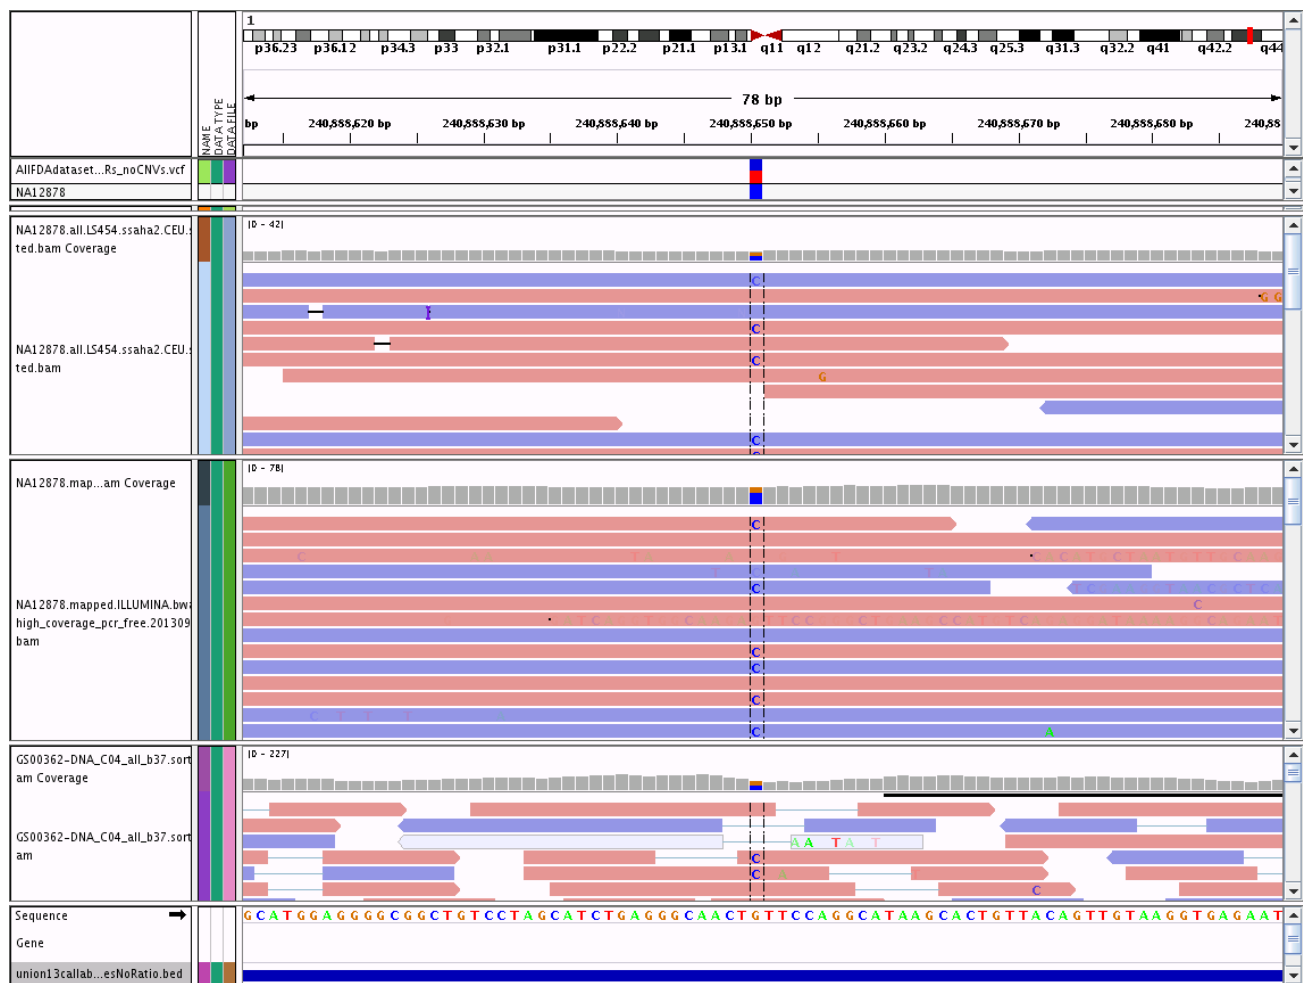 1
p36.23 p36.12 p34.3 p33 p32.1 p31.1 p22.2 p21.1 p13.1 q11 q12 q21.2 q23.2 q24.3 q25.3 q31.3 q32.2 q41 q42.2 q44
78 bp
bp 240,888,620 bp 240,888,630 bp 240,888,640 bp 240,888,650 bp 240,888,660 bp 240,888,670 bp 240,888,680 bp 240,88
NAME
DATA TYPE
DATA FILE
AllFDAdataset...Rs_noCNVs.vcf
NA12878
NA12878.all.LS454.ssaha2.CEU.s
ted.bam Coverage
[0 - 42]
C
G G
C
C
G
NA12878.all.LS454.ssaha2.CEU.s
ted.bam
C
NA12878.map...am Coverage
[0 - 78]
C
C
C
NA12878.mapped.ILLUMINA.bwa
high_coverage_pcr_free.201309
bam
C
C
C
C A
GS00362-DNA_C04_all_b37.sort
am Coverage
[0 - 227]
GS00362-DNA_C04_all_b37.sort
am
A A T A T
C
C
C
Sequence
G C A T G G A G G G G C G G C T G T C C T A G C A T C T G A G G G C A A C T G T T C C A G G C A T A A G C A C T G T T A C A G T T G T A A G G T G A G A A T
Gene
union13callab...esNoRatio.bed